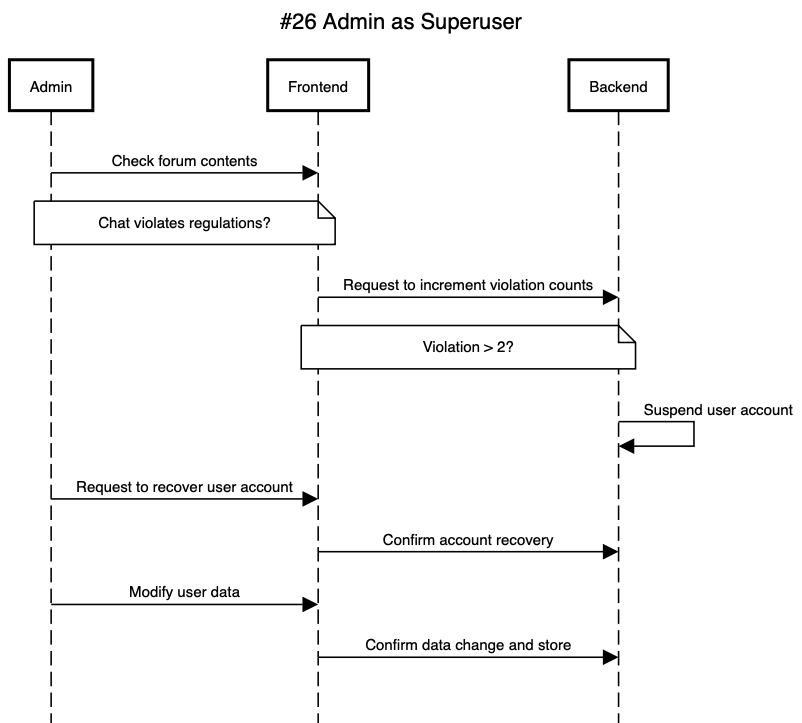 #26 Admin as Superuser
Admin
Frontend
Backend
Check forum contents
Chat violates regulations?
Request to increment violation counts
Violation > 2?
Suspend user account
Request to recover user account
Confirm account recovery
Modify user data
Confirm data change and store